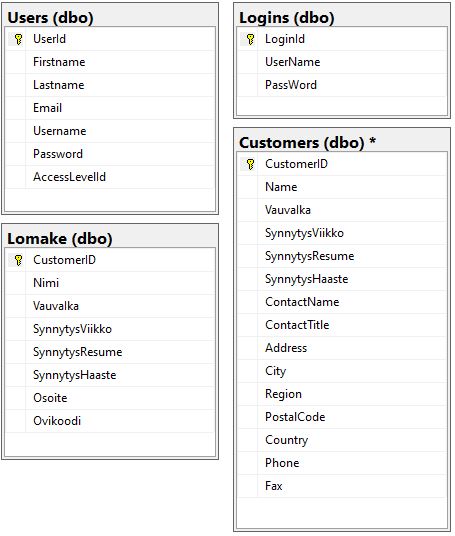 Users (dbo)
UserId
Firstname
Lastname
Email
Username
Password
AccessLevelId
Lomake (dbo)
CustomerID
Nimi
Vauvalka
SynnytysViikko
SynnytysResume
SynnytysHaaste
Osoite
Ovikoodi
Logins (dbo)
LoginId
UserName
PassWord
Customers (dbo) *
CustomerID
Name
Vauvalka
SynnytysViikko
SynnytysResume
SynnytysHaaste
ContactName
ContactTitle
Address
City
Region
PostalCode
Country
Phone
Fax